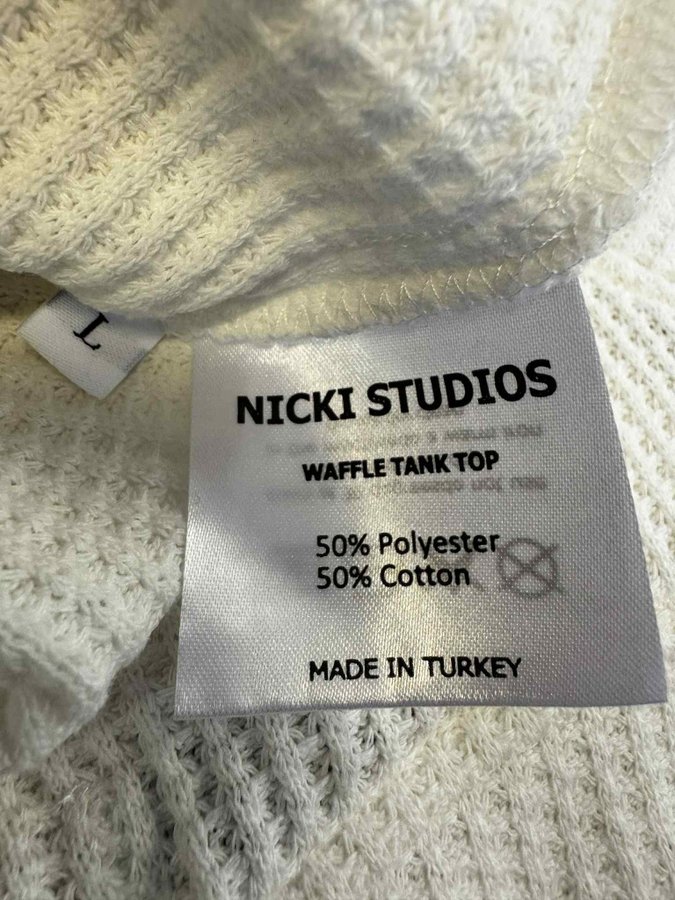 L
NICKI STUDIOS
WAFFLE TANK TOP
50% Polyester
50% Cotton
MADE IN TURKEY